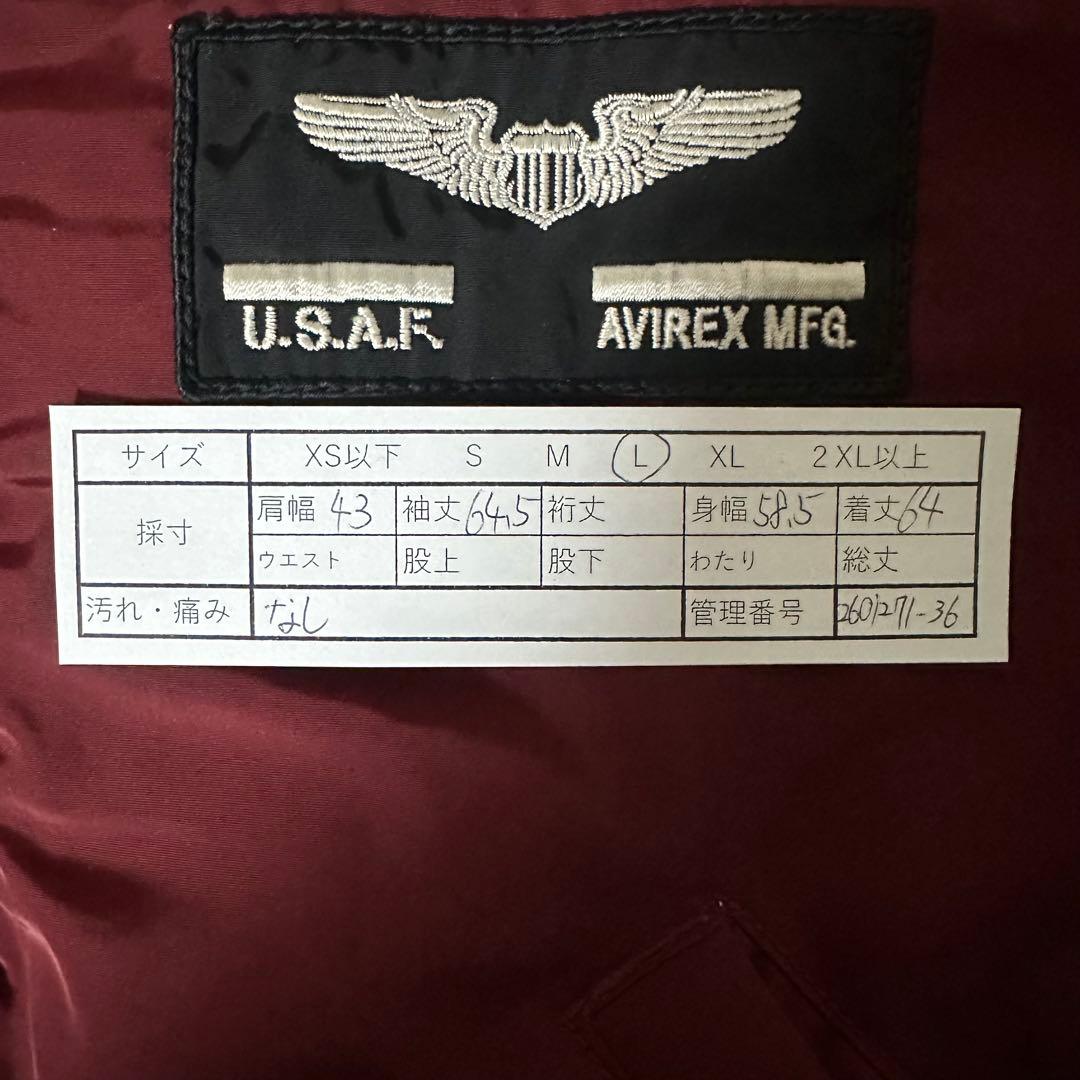 U.S.A.F.
AVIREX MFG.
サイズ XS以下 S M L XL 2XL以上
採寸 肩幅 43 袖丈 64.5 裄丈 身幅 58.5 着丈 64
ウエスト 股上 股下 わたり 総丈
汚れ・痛み なし 管理番号 2601271-36